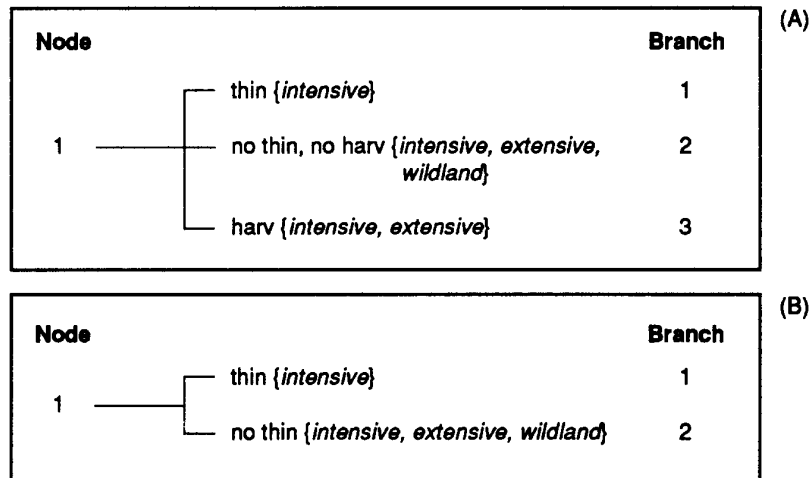 (A)
Node Branch
thin {intensive} 1
1 no thin, no harv {intensive, extensive, 2
wildland}
harv {intensive, extensive} 3
(B)
Node Branch
thin {intensive} 1
1
no thin {intensive, extensive, wildland} 2